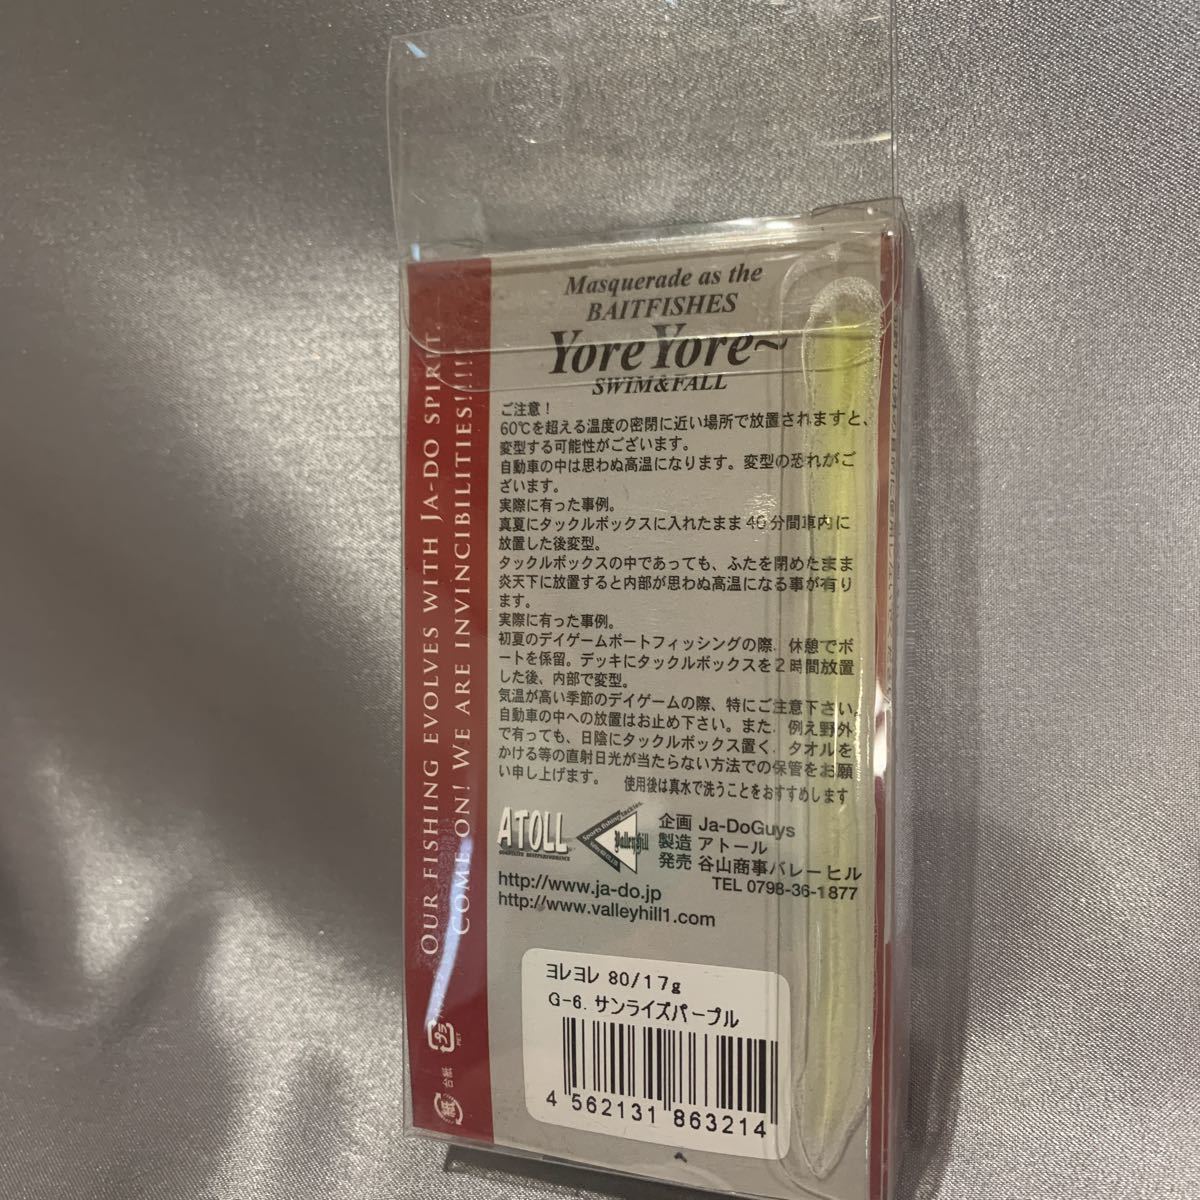 Masquerade as the
BAITFISHES
YoreYore~
SWIM&FALL
ご注意！
60℃を超える温度の密閉に近い場所で放置されますと、
変型する可能性がございます。
自動車の中は思わぬ高温になります。変型の恐れがご
ざいます。
実際に有った事例。
真夏にタックルボックスに入れたまま40分間車内に
放置した後変型。
タックルボックスの中であっても、ふたを閉めたまま
炎天下に放置すると内部が思わぬ高温になる事が有り
ます。
実際に有った事例。
初夏のデイゲームボートフィッシングの際、休憩でボ
ートを係留。デッキにタックルボックスを2時間放置
した後、内部で変型。
気温が高い季節のデイゲームの際、特にご注意下さい。
自動車の中への放置はお止め下さい。また、例え野外
で有っても、日陰にタックルボックス置く、タオルを
かける等の直射日光が当たらない方法での保管をお願
い申し上げます。 使用後は真水で洗うことをおすすめします
ATOLL
Sports fishing tackles.
ValleyHill
企画 Ja-DoGuys
製造 アトール
発売 谷山商事バレーヒル
TEL 0798-36-1877
http://www.ja-do.jp
http://www.valleyhill1.com
OUR FISHING EVOLVES WITH JA-DO SPIRIT.
COME ON! WE ARE INVINCIBILITIES!!!!!
プラ
PET
紙
台紙
ヨレヨレ 80/17g
G-6. サンライズパープル
4 562131 863214